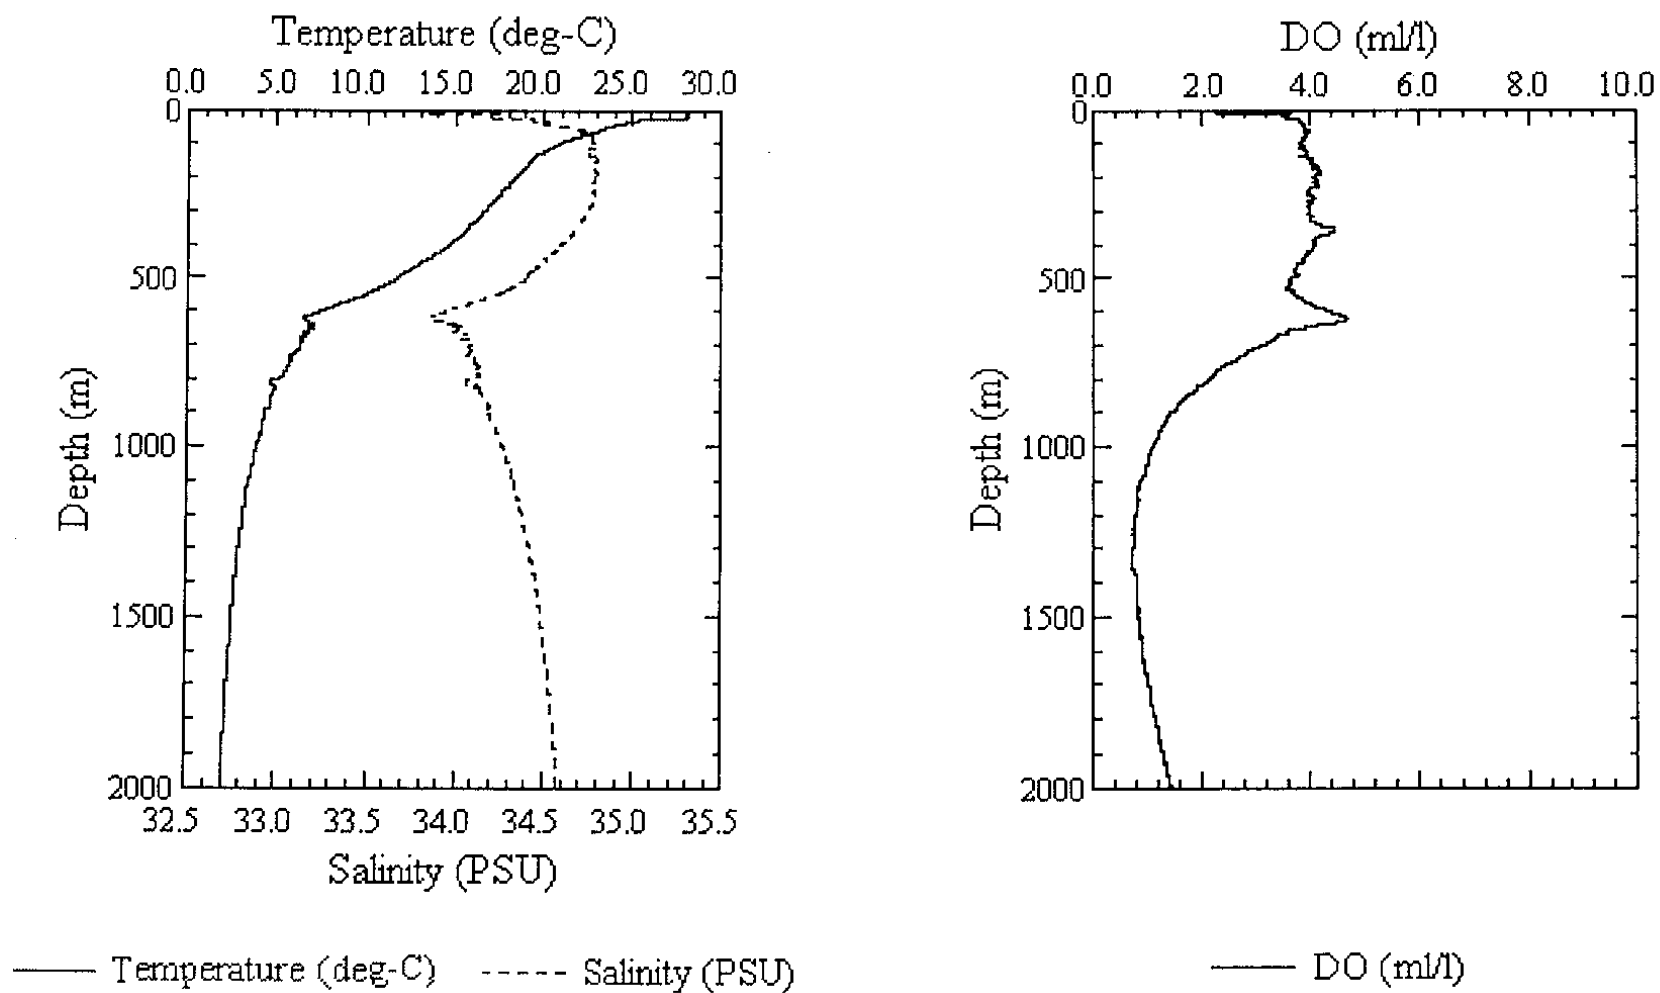 Temperature (deg-C)
0.0 5.0 10.0 15.0 20.0 25.0 30.0
0
500
1000
1500
2000
Depth (m)
32.5 33.0 33.5 34.0 34.5 35.0 35.5
Salinity (PSU)
Temperature (deg-C) Salinity (PSU)
DO (ml/l)
0.0 2.0 4.0 6.0 8.0 10.0
0
500
1000
1500
2000
Depth (m)
DO (ml/l)